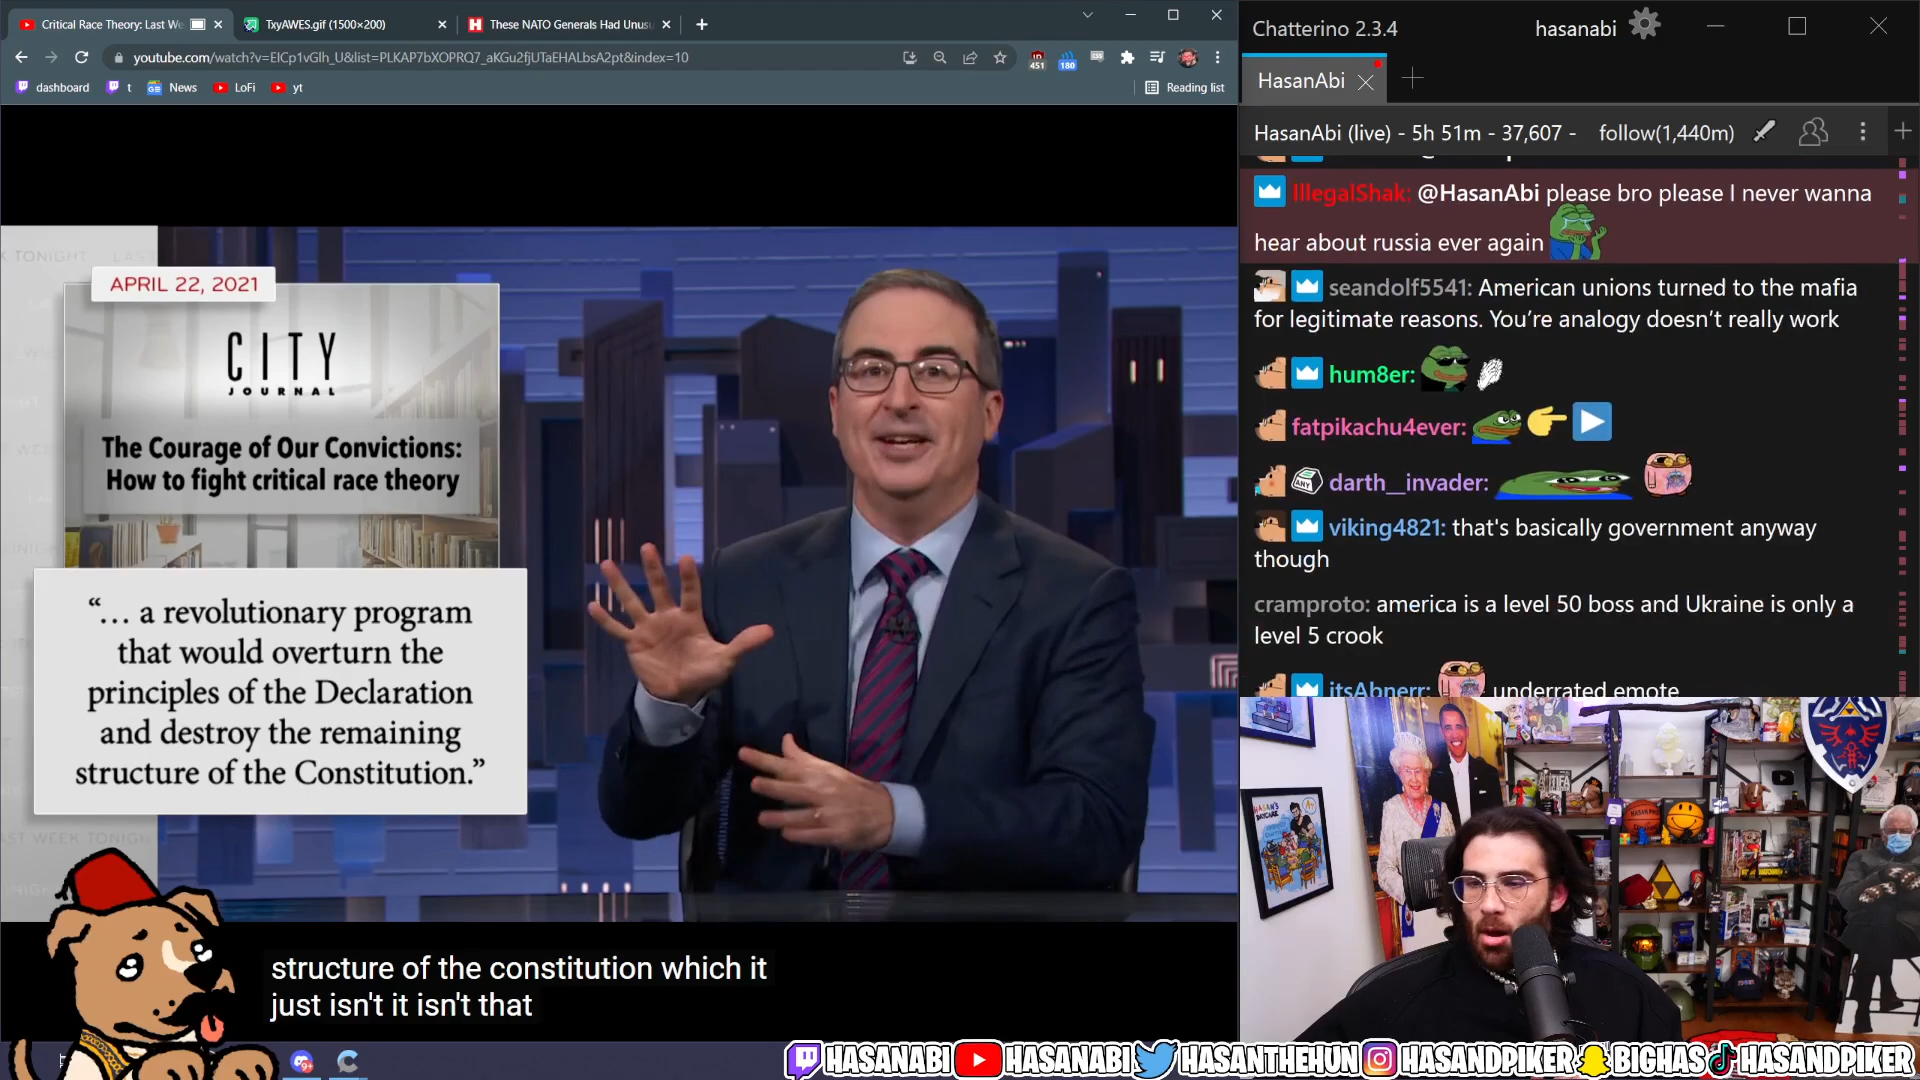 Critical Race Theory: Last We
TxyAWES.gif (1500×200)
These NATO Generals Had Unusu
youtube.com/watch?v=EICp1vGlh_U&list=PLKAP7bXOPRQ7_aKGu2fjUTaEHALbsA2pt&index=10
451
180
dashboard
t
News
LoFi
yt
Reading list
APRIL 22, 2021
CITY
JOURNAL
The Courage of Our Convictions:
How to fight critical race theory
“… a revolutionary program
that would overturn the
principles of the Declaration
and destroy the remaining
structure of the Constitution.”
structure of the constitution which it
just isn't it isn't that
Chatterino 2.3.4
hasanabi
HasanAbi
HasanAbi (live) - 5h 51m - 37,607 - follow(1,440m)
IllegalShak: @HasanAbi please bro please I never wanna
hear about russia ever again
seandolf5541: American unions turned to the mafia
for legitimate reasons. You’re analogy doesn’t really work
hum8er:
fatpikachu4ever:
ANY
darth__invader:
viking4821: that's basically government anyway
though
cramproto: america is a level 50 boss and Ukraine is only a
level 5 crook
itsAbnerr: underrated emote
HASAN'S
DAYCARE
A+
HASANABI
HASANABI
HASANTHEHUN
HASANDPIKER
BIGHAS
HASANDPIKER